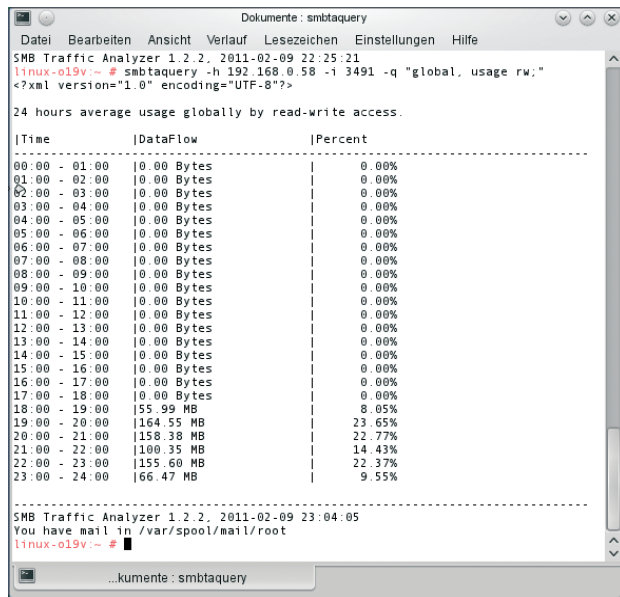 Dokumente : smbtaquery
Datei Bearbeiten Ansicht Verlauf Lesezeichen Einstellungen Hilfe
SMB Traffic Analyzer 1.2.2, 2011-02-09 22:25:21
linux-o19v:~ # smbtaquery -h 192.168.0.58 -i 3491 -q "global, usage rw;"
<?xml version="1.0" encoding="UTF-8"?>
24 hours average usage globally by read-write access.
|Time |DataFlow |Percent
--------------------------------------------------------------------------------
00:00 - 01:00 |0.00 Bytes | 0.00%
01:00 - 02:00 |0.00 Bytes | 0.00%
02:00 - 03:00 |0.00 Bytes | 0.00%
03:00 - 04:00 |0.00 Bytes | 0.00%
04:00 - 05:00 |0.00 Bytes | 0.00%
05:00 - 06:00 |0.00 Bytes | 0.00%
06:00 - 07:00 |0.00 Bytes | 0.00%
07:00 - 08:00 |0.00 Bytes | 0.00%
08:00 - 09:00 |0.00 Bytes | 0.00%
09:00 - 10:00 |0.00 Bytes | 0.00%
10:00 - 11:00 |0.00 Bytes | 0.00%
11:00 - 12:00 |0.00 Bytes | 0.00%
12:00 - 13:00 |0.00 Bytes | 0.00%
13:00 - 14:00 |0.00 Bytes | 0.00%
14:00 - 15:00 |0.00 Bytes | 0.00%
15:00 - 16:00 |0.00 Bytes | 0.00%
16:00 - 17:00 |0.00 Bytes | 0.00%
17:00 - 18:00 |0.00 Bytes | 0.00%
18:00 - 19:00 |55.99 MB | 8.05%
19:00 - 20:00 |164.55 MB | 23.65%
20:00 - 21:00 |158.38 MB | 22.77%
21:00 - 22:00 |100.35 MB | 14.43%
22:00 - 23:00 |155.60 MB | 22.37%
23:00 - 24:00 |66.47 MB | 9.55%
--------------------------------------------------------------------------------
SMB Traffic Analyzer 1.2.2, 2011-02-09 23:04:05
You have mail in /var/spool/mail/root
linux-o19v:~ #
...kumente : smbtaquery